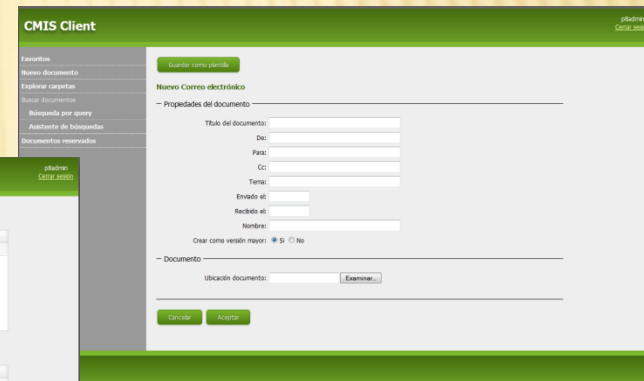 CMIS Client
p8admin
Cerrar sesión
Favoritos
Nuevo documento
Explorar carpetas
Buscar documentos
Búsqueda por query
Asistente de búsquedas
Documentos reservados
Guardar como plantilla
Nuevo Correo electrónico
Propiedades del documento
Título del documento:
De:
Para:
Cc:
Tema:
Enviado el:
Recibido el:
Nombre:
Crear como versión mayor: Si No
Documento
Ubicación documento: Examinar...
Cancelar Aceptar
p8admin
Cerrar sesión